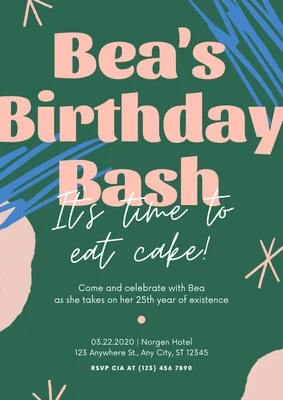 Bea's
Birthday
Bash
It's time to
eat cake!
Come and celebrate with Bea
as she takes on her 25th year of existence
03.22.2020 | Norgen Hotel
123 Anywhere St., Any City, ST 12345
RSVP CIA AT (123) 456 7890